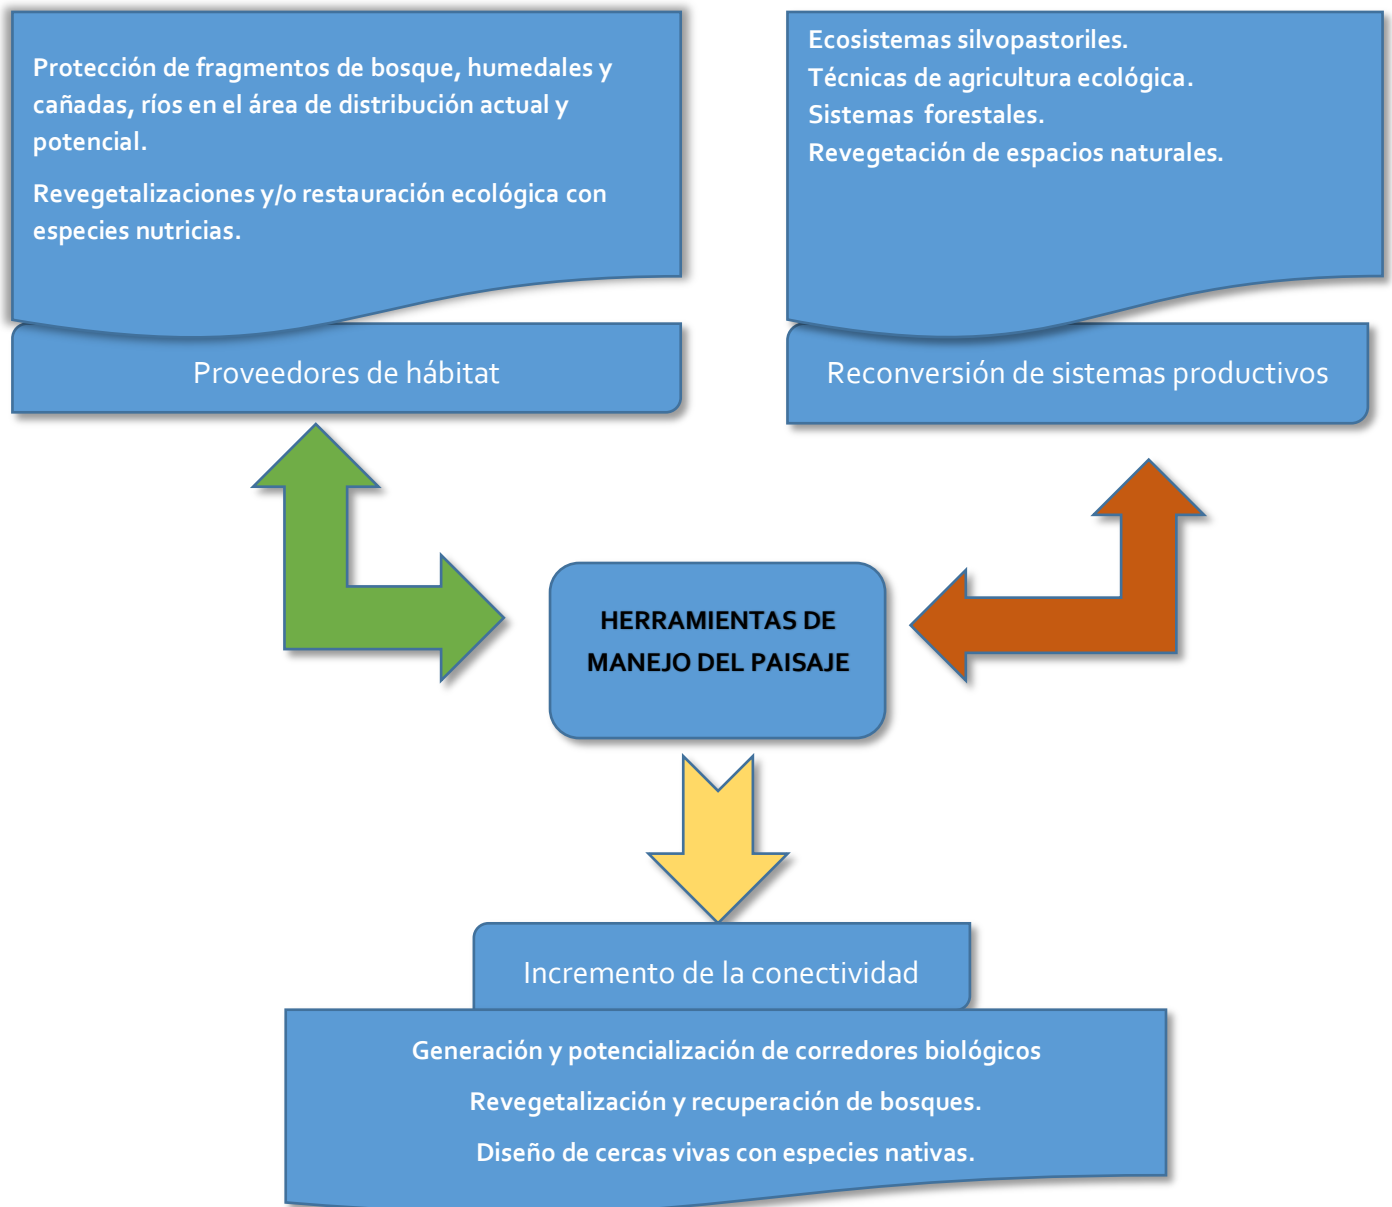 Protección de fragmentos de bosque, humedales y
cañadas, ríos en el área de distribución actual y
potencial.
Revegetalizaciones y/o restauración ecológica con
especies nutricias.
Proveedores de hábitat
Ecosistemas silvopastoriles.
Técnicas de agricultura ecológica.
Sistemas forestales.
Revegetación de espacios naturales.
Reconversión de sistemas productivos
HERRAMIENTAS DE
MANEJO DEL PAISAJE
Incremento de la conectividad
Generación y potencialización de corredores biológicos
Revegetalización y recuperación de bosques.
Diseño de cercas vivas con especies nativas.